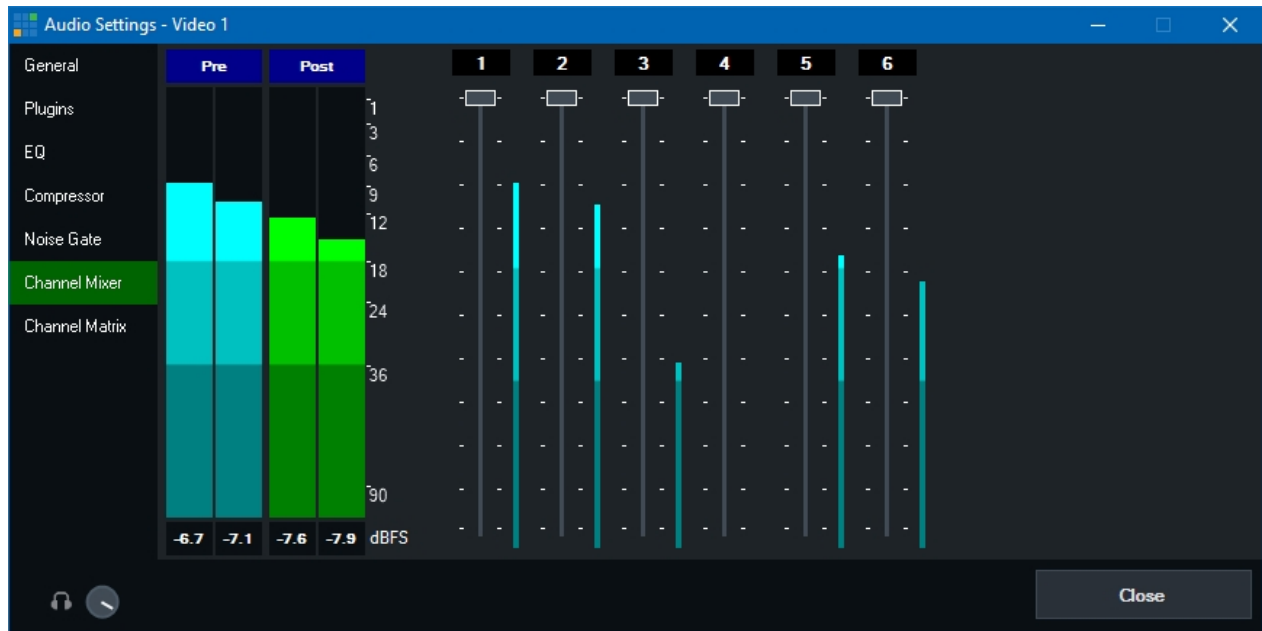 Audio Settings - Video 1
General
Plugins
EQ
Compressor
Noise Gate
Channel Mixer
Channel Matrix
Pre Post
1
3
6
9
12
18
24
36
90
-6.7 -7.1 -7.6 -7.9 dBFS
1 2 3 4 5 6
Close